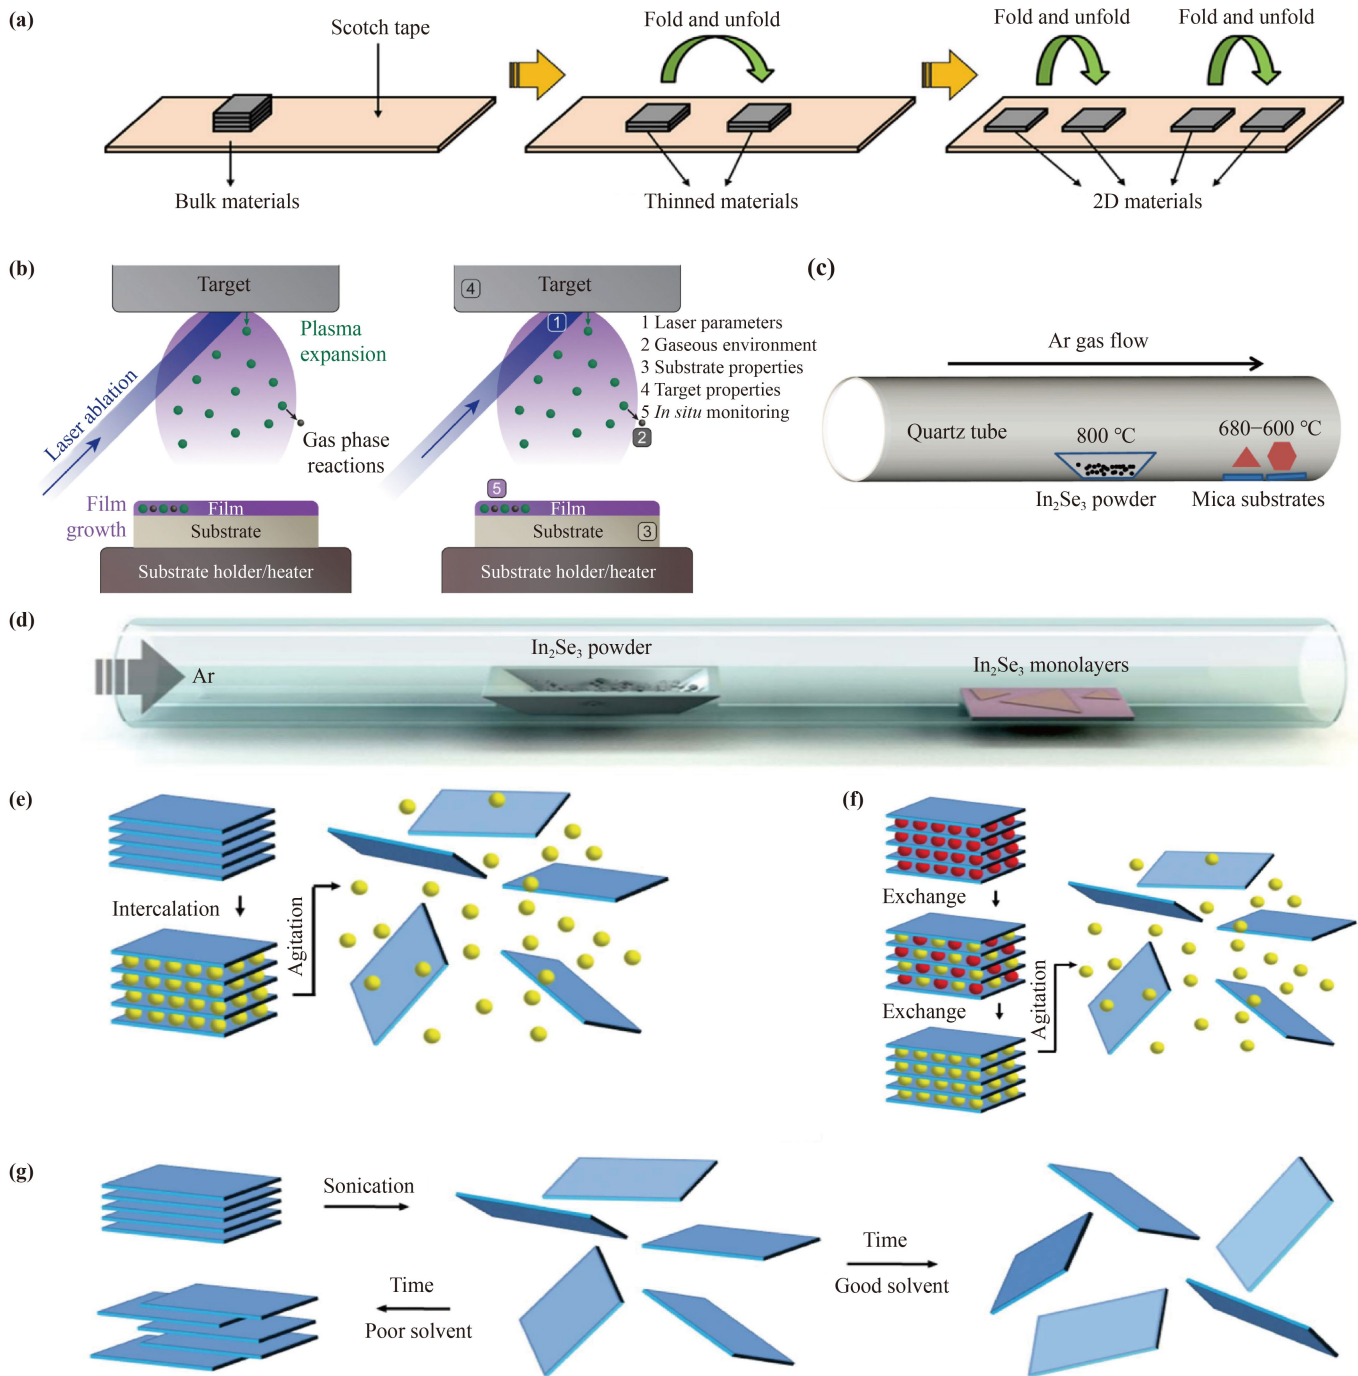 (a)
Scotch tape
Fold and unfold
Fold and unfold
Fold and unfold
Bulk materials
Thinned materials
2D materials
(b)
Target
Plasma
expansion
Laser ablation
Gas phase
reactions
Film
growth
Film
Substrate
Substrate holder/heater
4
Target
1
1 Laser parameters
2 Gaseous environment
3 Substrate properties
4 Target properties
5 In situ monitoring
2
5
Film
Substrate
3
Substrate holder/heater
(c)
Ar gas flow
Quartz tube
800 °C
680−600 °C
In₂Se₃ powder
Mica substrates
(d)
Ar
In₂Se₃ powder
In₂Se₃ monolayers
(e)
Intercalation
Agitation
(f)
Exchange
Exchange
Agitation
(g)
Sonication
Time
Poor solvent
Time
Good solvent